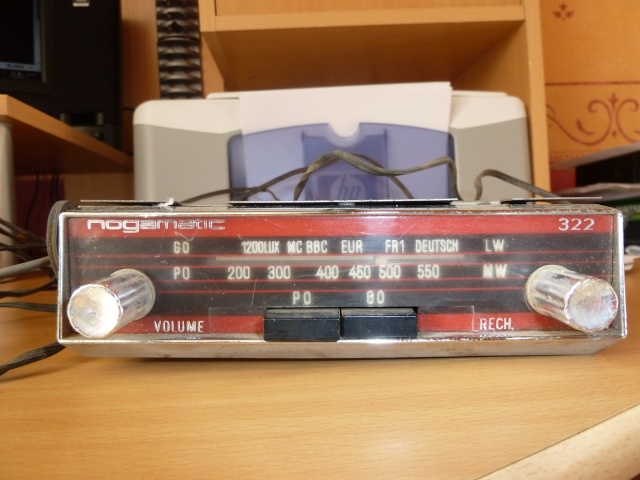 hp
nogamatic 322
GO 1200LUX MC BBC EUR FR1 DEUTSCH LW
PO 200 300 400 450 500 550 MW
PO GO
VOLUME RECH.